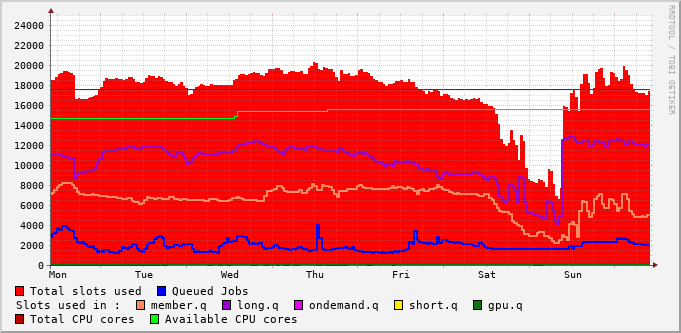 24000
22000
20000
18000
16000
14000
12000
10000
8000
6000
4000
2000
0
Mon Tue Wed Thu Fri Sat Sun
RRDTOOL / TOBI OETIKER
Total slots used Queued Jobs
Slots used in : member.q long.q ondemand.q short.q gpu.q
Total CPU cores Available CPU cores